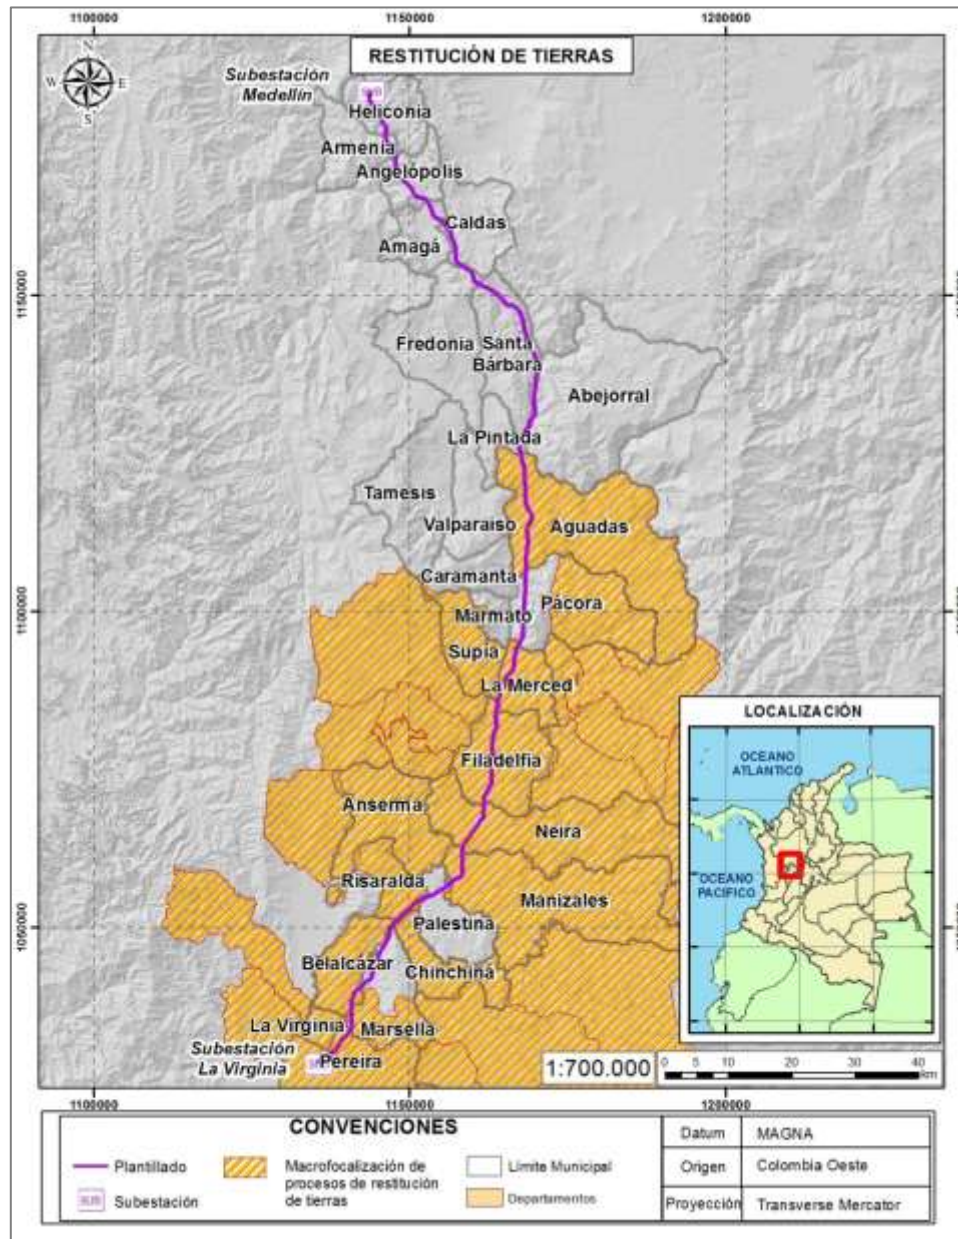 1100000 1150000 1200000
RESTITUCIÓN DE TIERRAS
N
W E
S
Subestación
Medellín
SUB
Heliconia
Armenia
Angelópolis
Caldas
Amagá
1150000
Fredonia
Santa
Bárbara
Abejorral
La Pintada
Tamesis
Valparaiso
Aguadas
Caramanta
1100000
Pácora
Marmato
Supía
La Merced
Filadelfia
Anserma
Neira
Risaralda
Manizales
Palestina
1050000
Belalcázar
Chinchiná
La Virginia
Marsella
Subestación
La Virginia
Pereira
LOCALIZACIÓN
OCEANO
ATLANTICO
OCEANO
PACÍFICO
1:700.000
0 5 10 20 30 40
km
1100000 1150000 1200000
CONVENCIONES
Plantillado
SUB Subestación
Macrofocalización de
procesos de restitución
de tierras
Límite Municipal
Departamentos
Datum MAGNA
Origen Colombia Oeste
Proyección Transverse Mercator